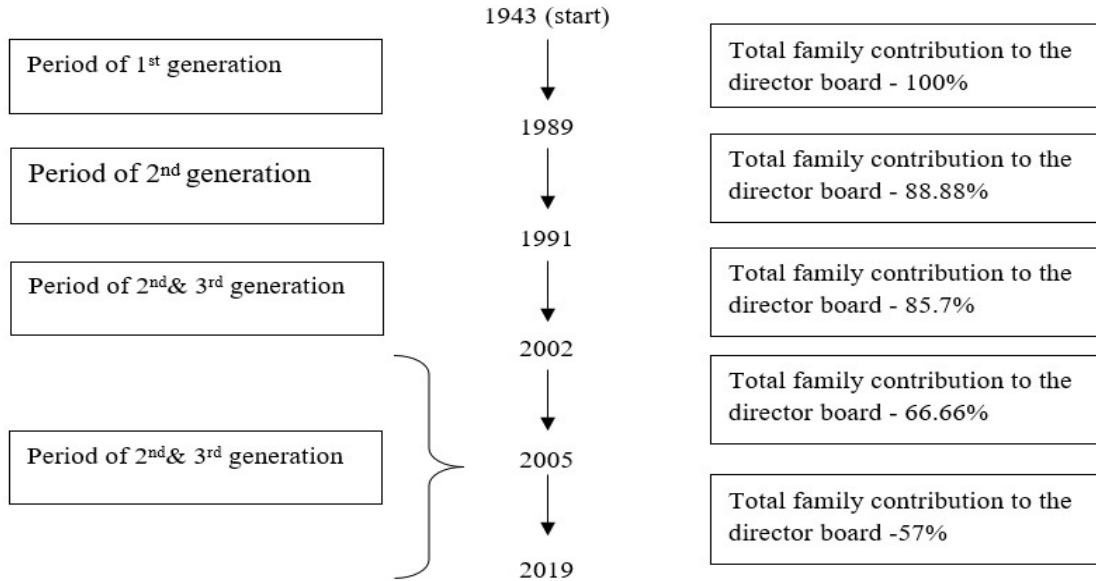 1943 (start)
Period of 1st generation
Total family contribution to the
director board - 100%
1989
Period of 2nd generation
Total family contribution to the
director board - 88.88%
1991
Period of 2nd& 3rd generation
Total family contribution to the
director board - 85.7%
2002
Total family contribution to the
director board - 66.66%
Period of 2nd& 3rd generation
2005
Total family contribution to the
director board -57%
2019